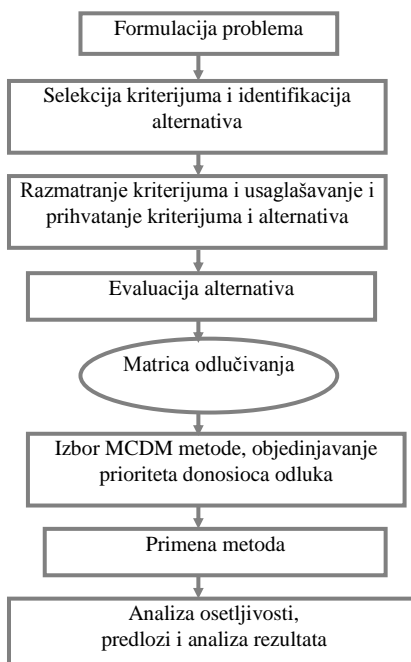 Formulacija problema
Selekcija kriterijuma i identifikacija
alternativa
Razmatranje kriterijuma i usaglašavanje i
prihvatanje kriterijuma i alternativa
Evaluacija alternativa
Matrica odlučivanja
Izbor MCDM metode, objedinjavanje
prioriteta donosioca odluka
Primena metoda
Analiza osetljivosti,
predlozi i analiza rezultata